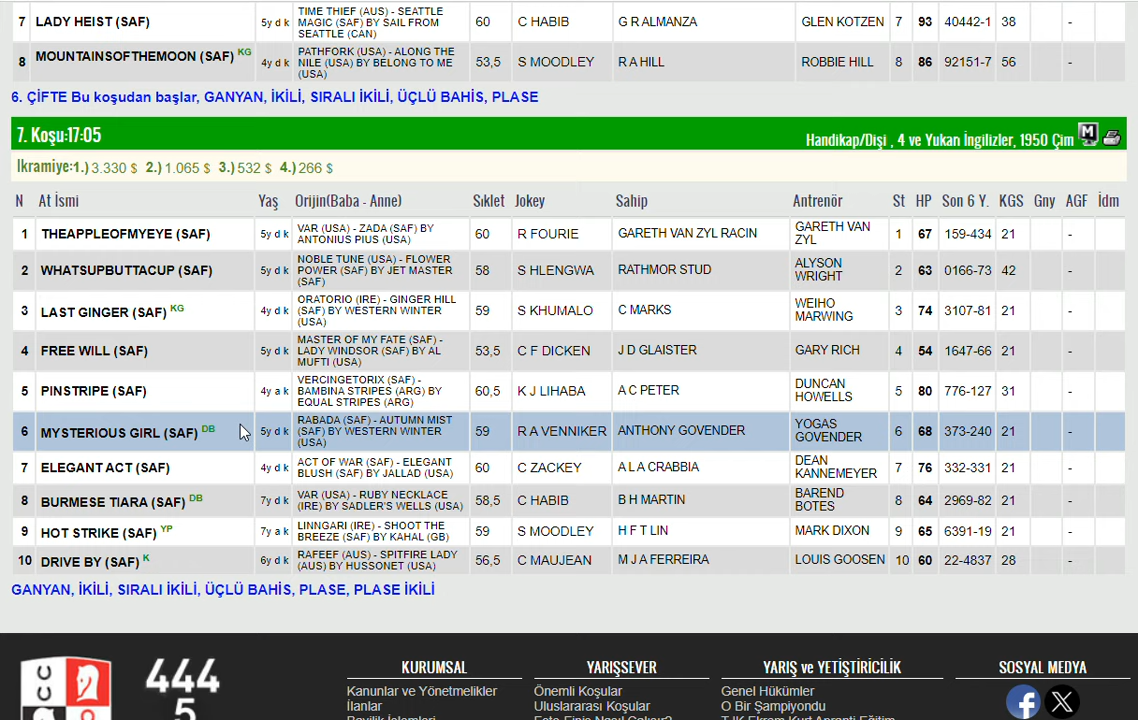 7 LADY HEIST (SAF) 5y d k TIME THIEF (AUS) - SEATTLE MAGIC (SAF) BY SAIL FROM SEATTLE (CAN) 60 C HABIB G R ALMANZA GLEN KOTZEN 7 93 40442-1 38 -
8 MOUNTAINSOFTHEMOON (SAF) KG 4y d k PATHFORK (USA) - ALONG THE NILE (USA) BY BELONG TO ME (USA) 53,5 S MOODLEY R A HILL ROBBIE HILL 8 86 92151-7 56 -
6. ÇİFTE Bu koşudan başlar, GANYAN, İKİLİ, SIRALI İKİLİ, ÜÇLÜ BAHİS, PLASE
7. Koşu:17:05 Handikap/Dişi , 4 ve Yukarı İngilizler, 1950 Çim M
İkramiye:1.) 3.330 $ 2.) 1.065 $ 3.) 532 $ 4.) 266 $
N At İsmi Yaş Orijin(Baba - Anne) Sıklet Jokey Sahip Antrenör St HP Son 6 Y. KGS Gny AGF İdm
1 THEAPPLEOFMYEYE (SAF) 5y d k VAR (USA) - ZADA (SAF) BY ANTONIUS PIUS (USA) 60 R FOURIE GARETH VAN ZYL RACIN GARETH VAN ZYL 1 67 159-434 21 -
2 WHATSUPBUTTACUP (SAF) 5y d k NOBLE TUNE (USA) - FLOWER POWER (SAF) BY JET MASTER (SAF) 58 S HLENGWA RATHMOR STUD ALYSON WRIGHT 2 63 0166-73 42 -
3 LAST GINGER (SAF) KG 4y d k ORATORIO (IRE) - GINGER HILL (SAF) BY WESTERN WINTER (USA) 59 S KHUMALO C MARKS WEIHO MARWING 3 74 3107-81 21 -
4 FREE WILL (SAF) 5y d k MASTER OF MY FATE (SAF) - LADY WINDSOR (SAF) BY AL MUFTI (USA) 53,5 C F DICKEN J D GLAISTER GARY RICH 4 54 1647-66 21 -
5 PINSTRIPE (SAF) 4y a k VERCINGETORIX (SAF) - BAMBINA STRIPES (ARG) BY EQUAL STRIPES (ARG) 60,5 K J LIHABA A C PETER DUNCAN HOWELLS 5 80 776-127 31 -
6 MYSTERIOUS GIRL (SAF) DB 5y d k RABADA (SAF) - AUTUMN MIST (SAF) BY WESTERN WINTER (USA) 59 R A VENNIKER ANTHONY GOVENDER YOGAS GOVENDER 6 68 373-240 21 -
7 ELEGANT ACT (SAF) 4y d k ACT OF WAR (SAF) - ELEGANT BLUSH (SAF) BY JALLAD (USA) 60 C ZACKEY A L A CRABBIA DEAN KANNEMEYER 7 76 332-331 21 -
8 BURMESE TIARA (SAF) DB 7y d k VAR (USA) - RUBY NECKLACE (IRE) BY SADLER'S WELLS (USA) 58,5 C HABIB B H MARTIN BAREND BOTES 8 64 2969-82 21 -
9 HOT STRIKE (SAF) YP 7y a k LINNGARI (IRE) - SHOOT THE BREEZE (SAF) BY KAHAL (GB) 59 S MOODLEY H F T LIN MARK DIXON 9 65 6391-19 21 -
10 DRIVE BY (SAF) K 6y d k RAFEEF (AUS) - SPITFIRE LADY (AUS) BY HUSSONET (USA) 56,5 C MAUJEAN M J A FERREIRA LOUIS GOOSEN 10 60 22-4837 28 -
GANYAN, İKİLİ, SIRALI İKİLİ, ÜÇLÜ BAHİS, PLASE, PLASE İKİLİ
444 KURUMSAL YARIŞSEVER YARIŞ ve YETİŞTİRİCİLİK SOSYAL MEDYA
5 Kanunlar ve Yönetmelikler Önemli Koşular Genel Hükümler
İlanlar Uluslararası Koşular O Bir Şampiyondu